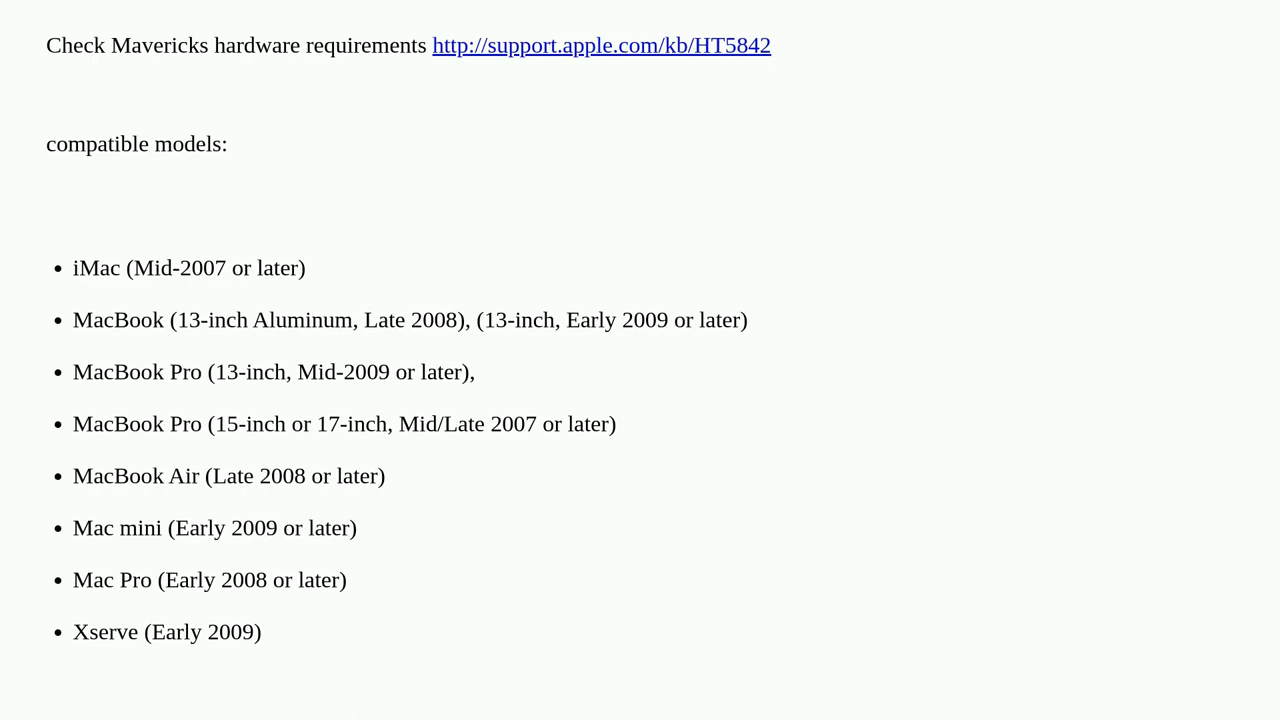 Check Mavericks hardware requirements http://support.apple.com/kb/HT5842
compatible models:
• iMac (Mid-2007 or later)
• MacBook (13-inch Aluminum, Late 2008), (13-inch, Early 2009 or later)
• MacBook Pro (13-inch, Mid-2009 or later),
• MacBook Pro (15-inch or 17-inch, Mid/Late 2007 or later)
• MacBook Air (Late 2008 or later)
• Mac mini (Early 2009 or later)
• Mac Pro (Early 2008 or later)
• Xserve (Early 2009)